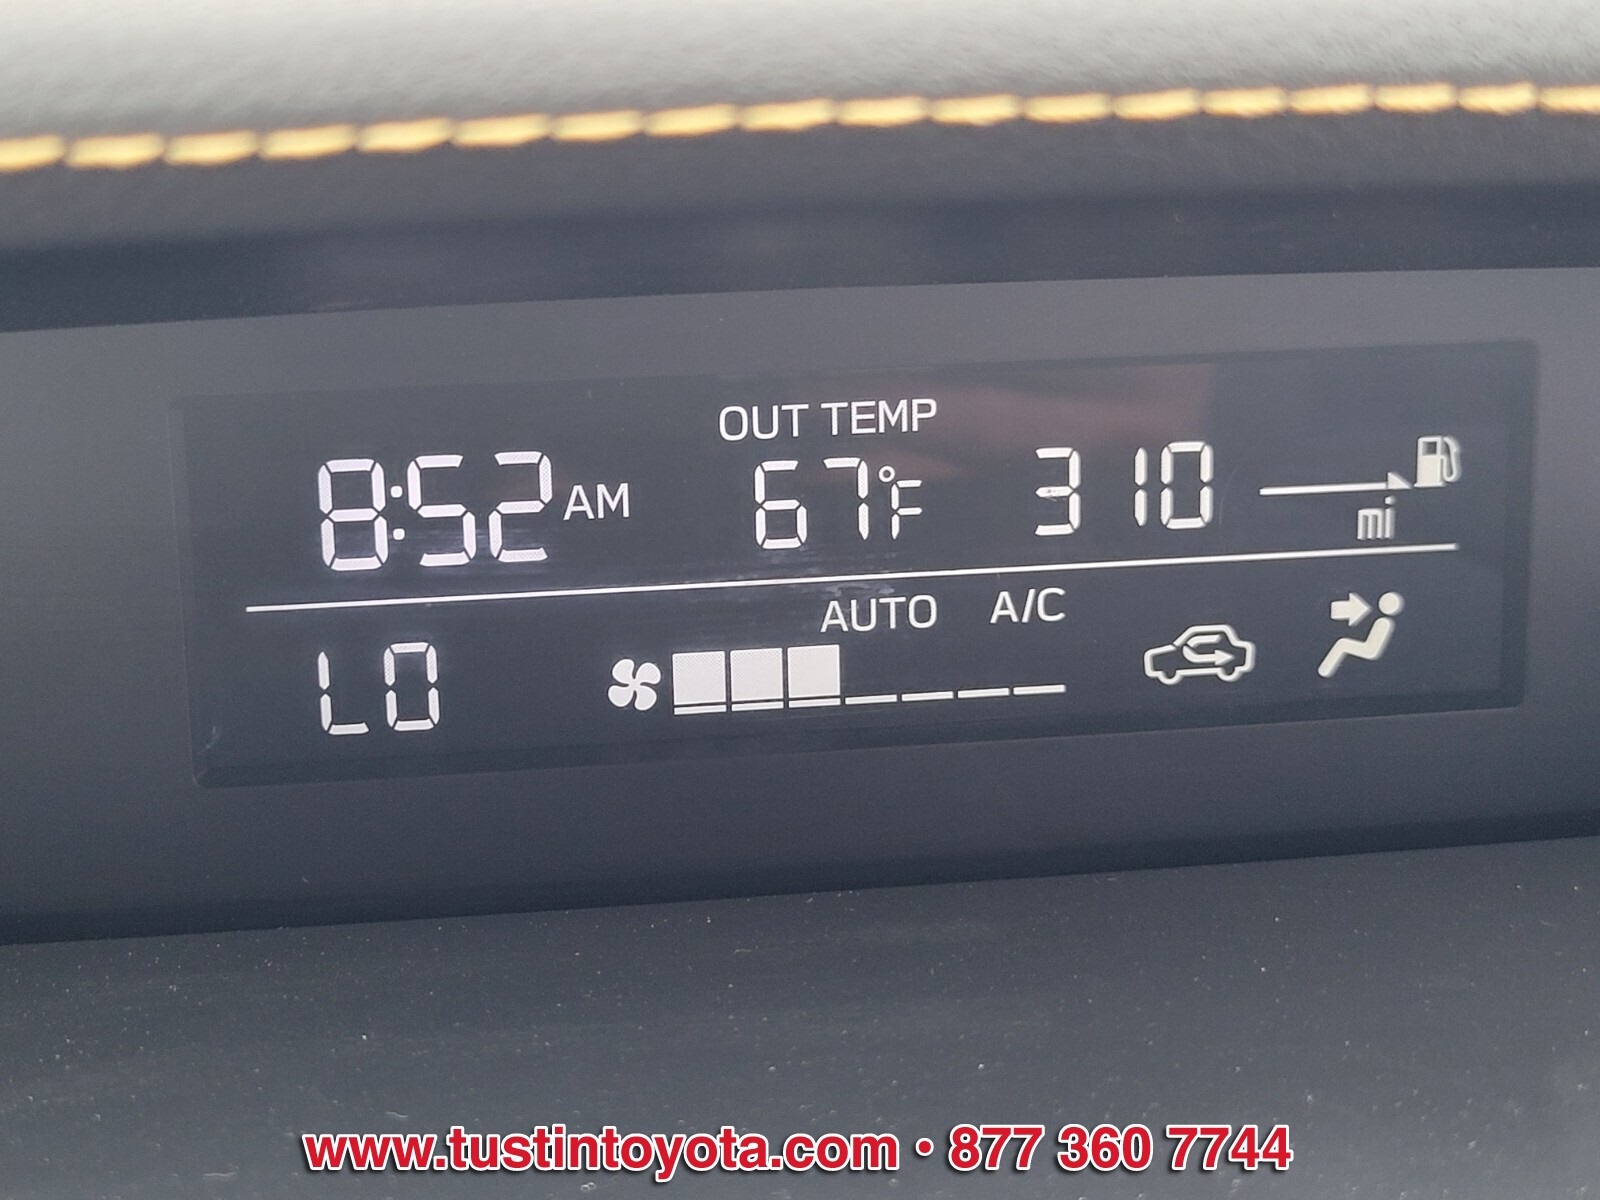 OUT TEMP
8:52 AM 67°F 310 mi
AUTO A/C
LO
www.tustintoyota.com • 877 360 7744